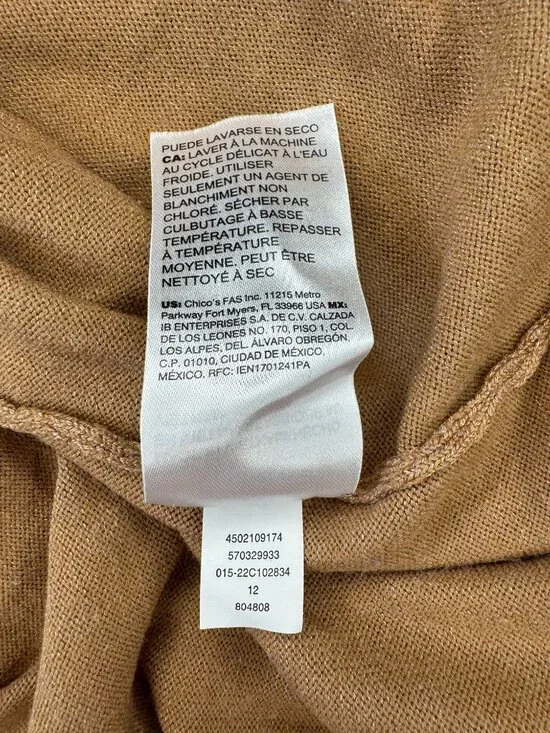 PUEDE LAVARSE EN SECO
CA: LAVER À LA MACHINE
AU CYCLE DÉLICAT À L'EAU
FROIDE. UTILISER
SEULEMENT UN AGENT DE
BLANCHIMENT NON
CHLORÉ. SÉCHER PAR
CULBUTAGE À BASSE
TEMPÉRATURE. REPASSER
À TEMPÉRATURE
MOYENNE. PEUT ÊTRE
NETTOYÉ À SEC
US: Chico's FAS Inc. 11215 Metro
Parkway Fort Myers, FL 33966 USA MX:
IB ENTERPRISES S.A. DE C.V. CALZADA
DE LOS LEONES NO. 170, PISO 1, COL.
LOS ALPES, DEL. ÁLVARO OBREGÓN.
C.P. 01010, CIUDAD DE MÉXICO,
MÉXICO. RFC: IEN1701241PA
4502109174
570329933
015-22C102834
12
804808